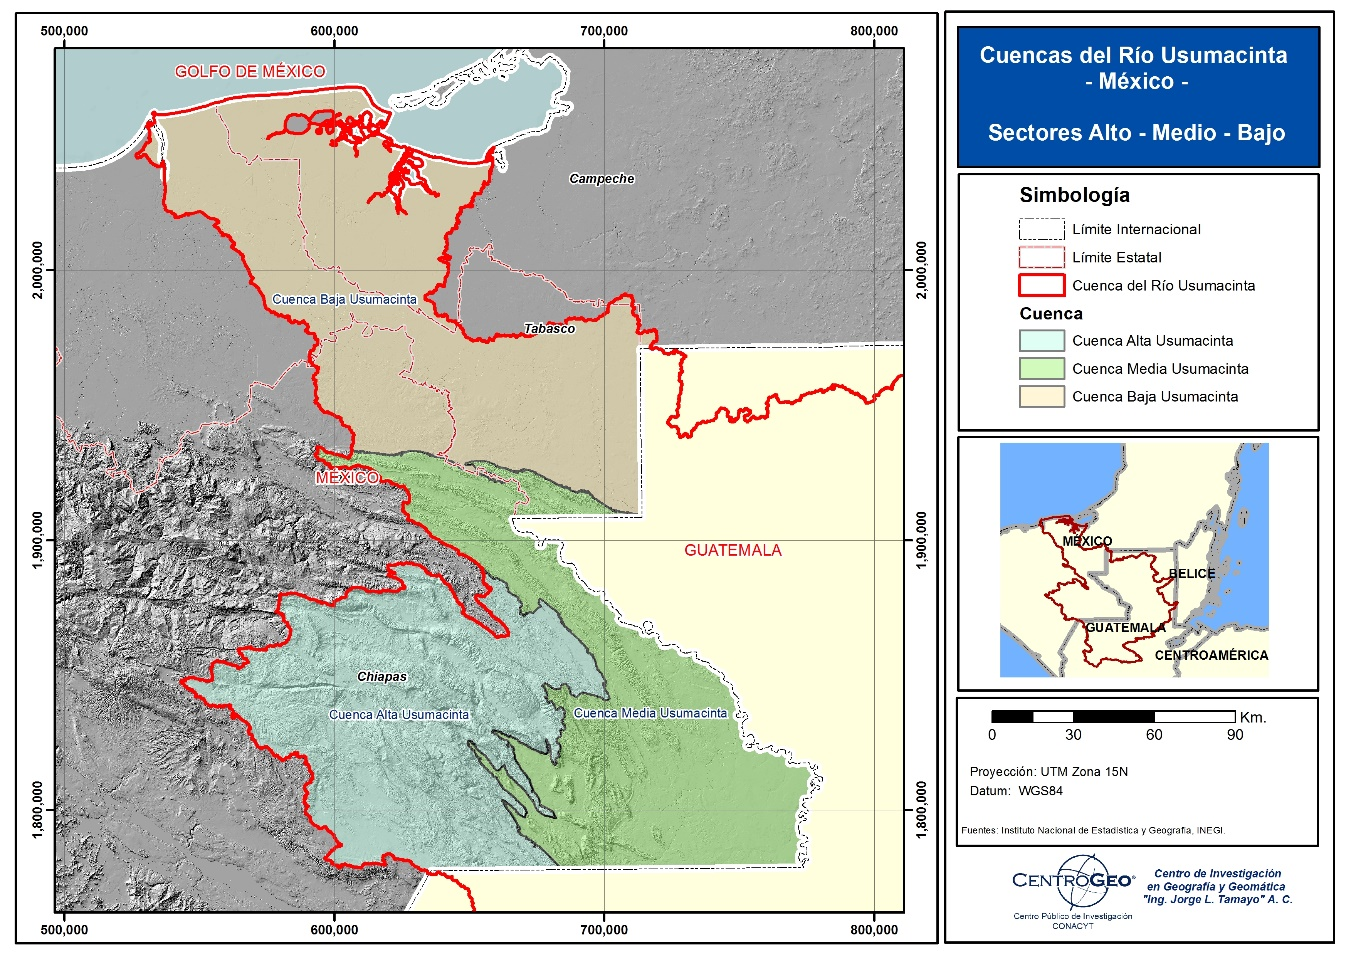 500,000
600,000
700,000
800,000
GOLFO DE MÉXICO
Campeche
2,000,000
2,000,000
Cuenca Baja Usumacinta
Tabasco
MÉXICO
1,900,000
1,900,000
GUATEMALA
Chiapas
Cuenca Alta Usumacinta
Cuenca Media Usumacinta
1,800,000
1,800,000
500,000
600,000
700,000
800,000
Cuencas del Río Usumacinta
- México -
Sectores Alto - Medio - Bajo
Simbología
Límite Internacional
Límite Estatal
Cuenca del Río Usumacinta
Cuenca
Cuenca Alta Usumacinta
Cuenca Media Usumacinta
Cuenca Baja Usumacinta
MÉXICO
BELICE
GUATEMALA
CENTROAMÉRICA
Km.
0 30 60 90
Proyección: UTM Zona 15N
Datum: WGS84
Fuentes: Instituto Nacional de Estadística y Geografía, INEGI.
CENTROGEO®
Centro Público de Investigación
CONACYT
Centro de Investigación
en Geografía y Geomática
"Ing. Jorge L. Tamayo" A. C.